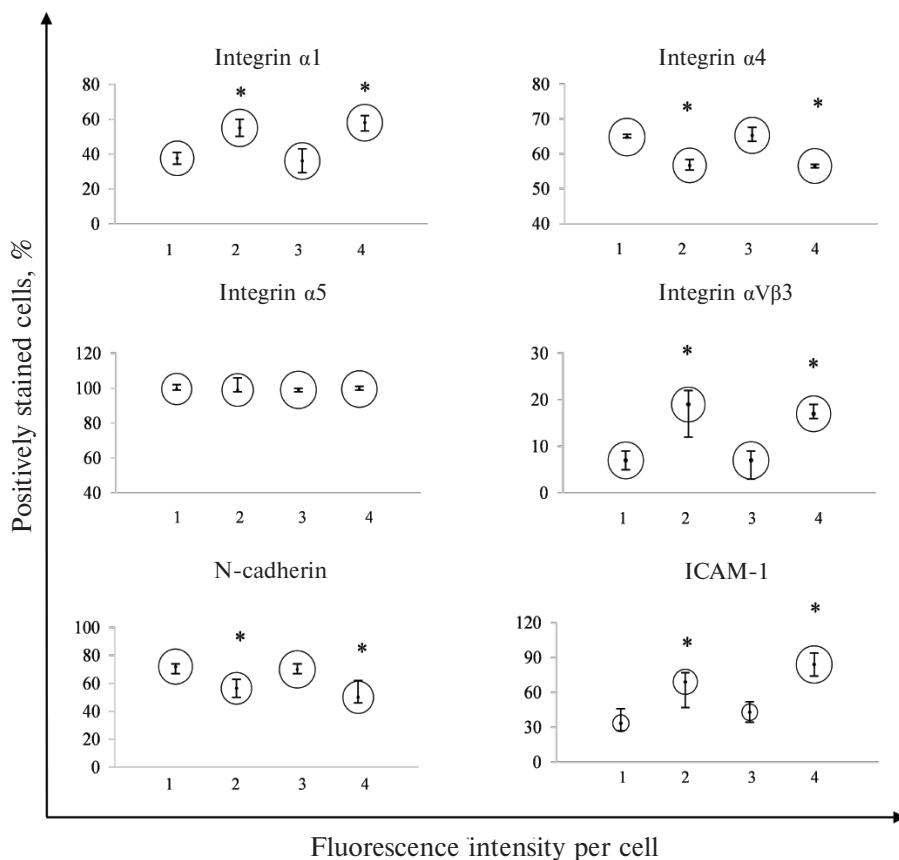 Positively stained cells, %
Integrin α1
80
60
40
20
0
* *
1 2 3 4
Integrin α4
80
70
60
50
40
* *
1 2 3 4
Integrin α5
120
100
80
60
40
1 2 3 4
Integrin αVβ3
30
20
10
0
* *
1 2 3 4
N-cadherin
100
80
60
40
20
0
* *
1 2 3 4
ICAM-1
120
90
60
30
0
* *
1 2 3 4
Fluorescence intensity per cell